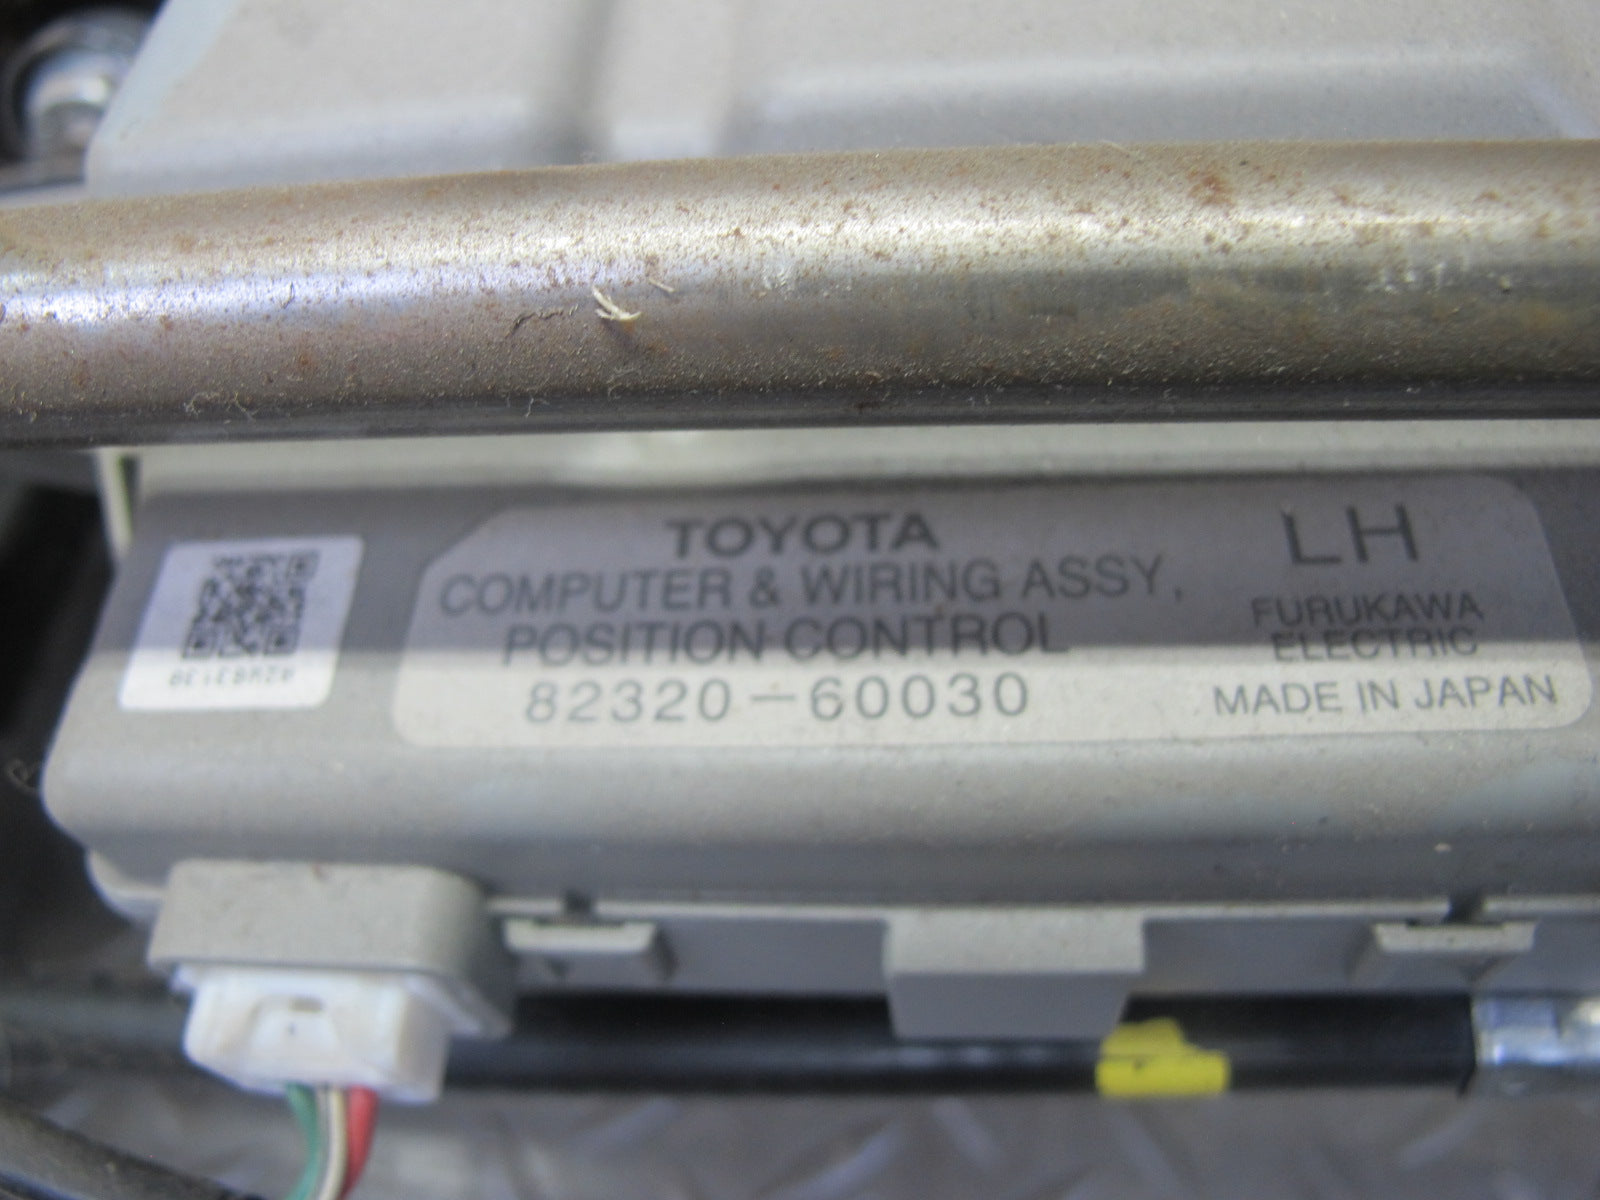 TOYOTA
COMPUTER & WIRING ASSY,
POSITION CONTROL
82320-60030
LH
FURUKAWA
ELECTRIC
MADE IN JAPAN